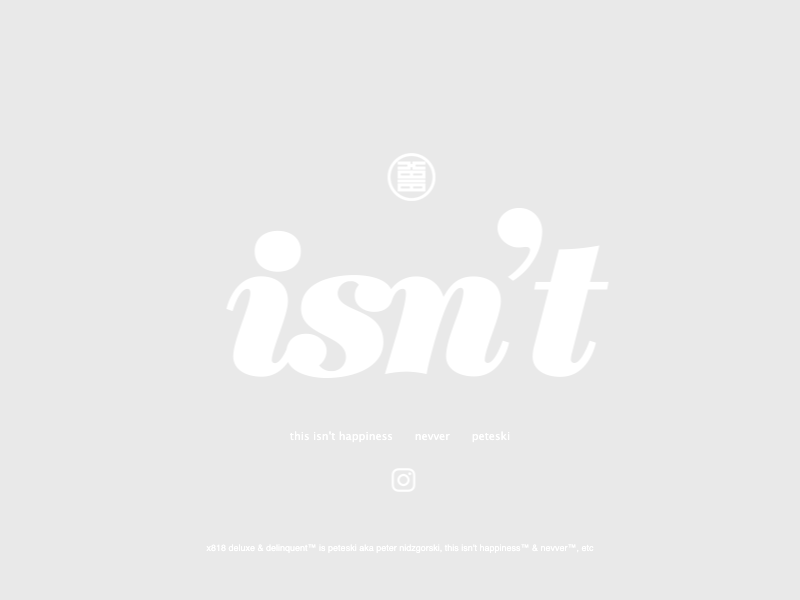 isn't
this isn't happiness nevver peteski
x618 deluxe & delinquent™ is peteski aka peter nidzgorski, this isn't happiness™ & nevver™, etc